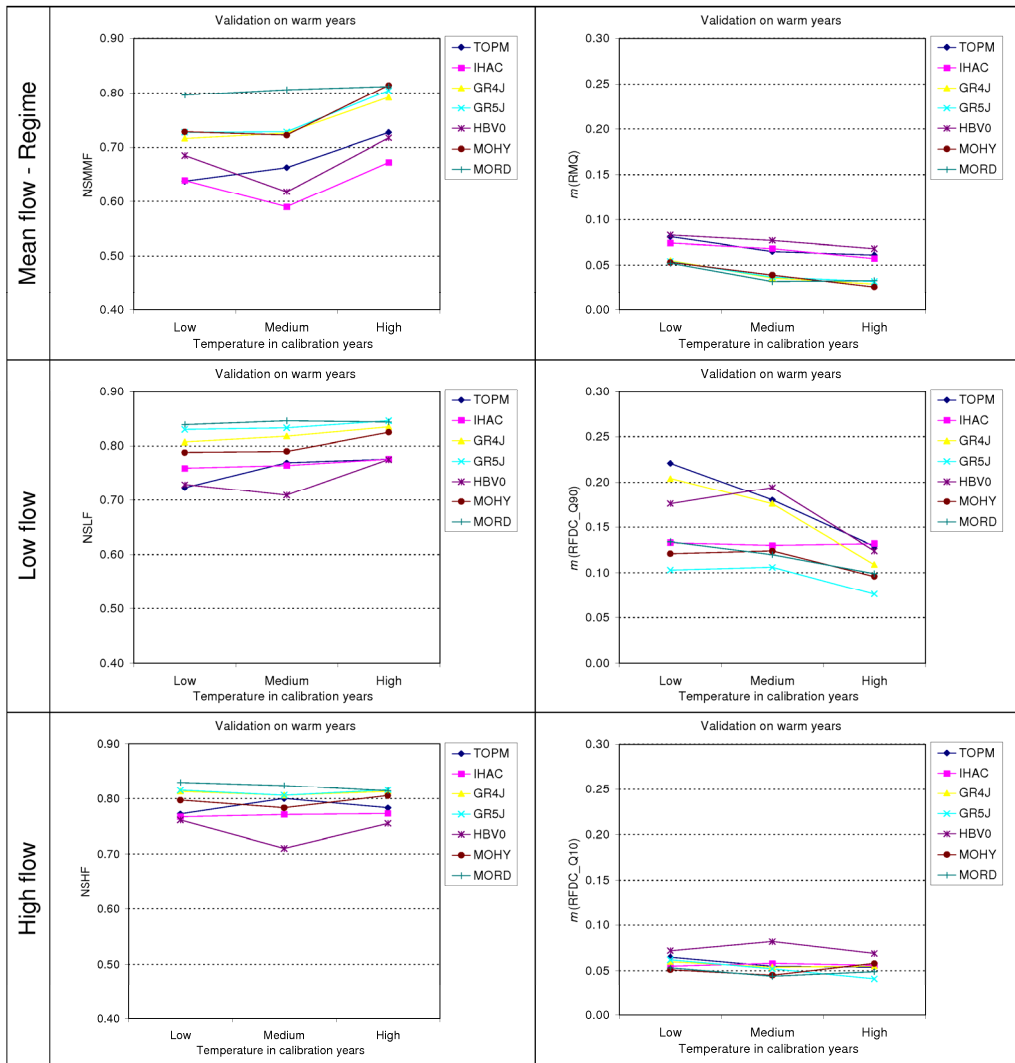 Mean flow - Regime
Validation on warm years
NSMMF
0.90
0.80
0.70
0.60
0.50
0.40
Low Medium High
Temperature in calibration years
TOPM
IHAC
GR4J
GR5J
HBV0
MOHY
MORD
Validation on warm years
m(RMQ)
0.30
0.25
0.20
0.15
0.10
0.05
0.00
Low Medium High
Temperature in calibration years
TOPM
IHAC
GR4J
GR5J
HBV0
MOHY
MORD
Low flow
Validation on warm years
NSLF
0.90
0.80
0.70
0.60
0.50
0.40
Low Medium High
Temperature in calibration years
TOPM
IHAC
GR4J
GR5J
HBV0
MOHY
MORD
Validation on warm years
m(RFDC_Q90)
0.30
0.25
0.20
0.15
0.10
0.05
0.00
Low Medium High
Temperature in calibration years
TOPM
IHAC
GR4J
GR5J
HBV0
MOHY
MORD
High flow
Validation on warm years
NSHF
0.90
0.80
0.70
0.60
0.50
0.40
Low Medium High
Temperature in calibration years
TOPM
IHAC
GR4J
GR5J
HBV0
MOHY
MORD
Validation on warm years
m(RFDC_Q10)
0.30
0.25
0.20
0.15
0.10
0.05
0.00
Low Medium High
Temperature in calibration years
TOPM
IHAC
GR4J
GR5J
HBV0
MOHY
MORD